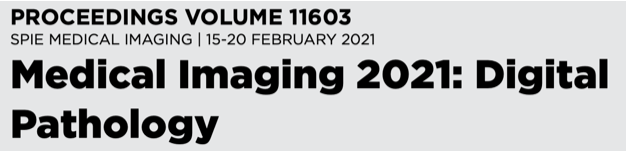 PROCEEDINGS VOLUME 11603
SPIE MEDICAL IMAGING | 15-20 FEBRUARY 2021
Medical Imaging 2021: Digital
Pathology